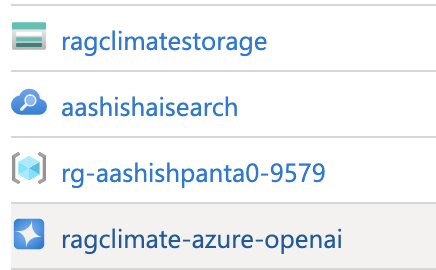 ragclimatestorage
aashishaisearch
rg-aashishpanta0-9579
ragclimate-azure-openai